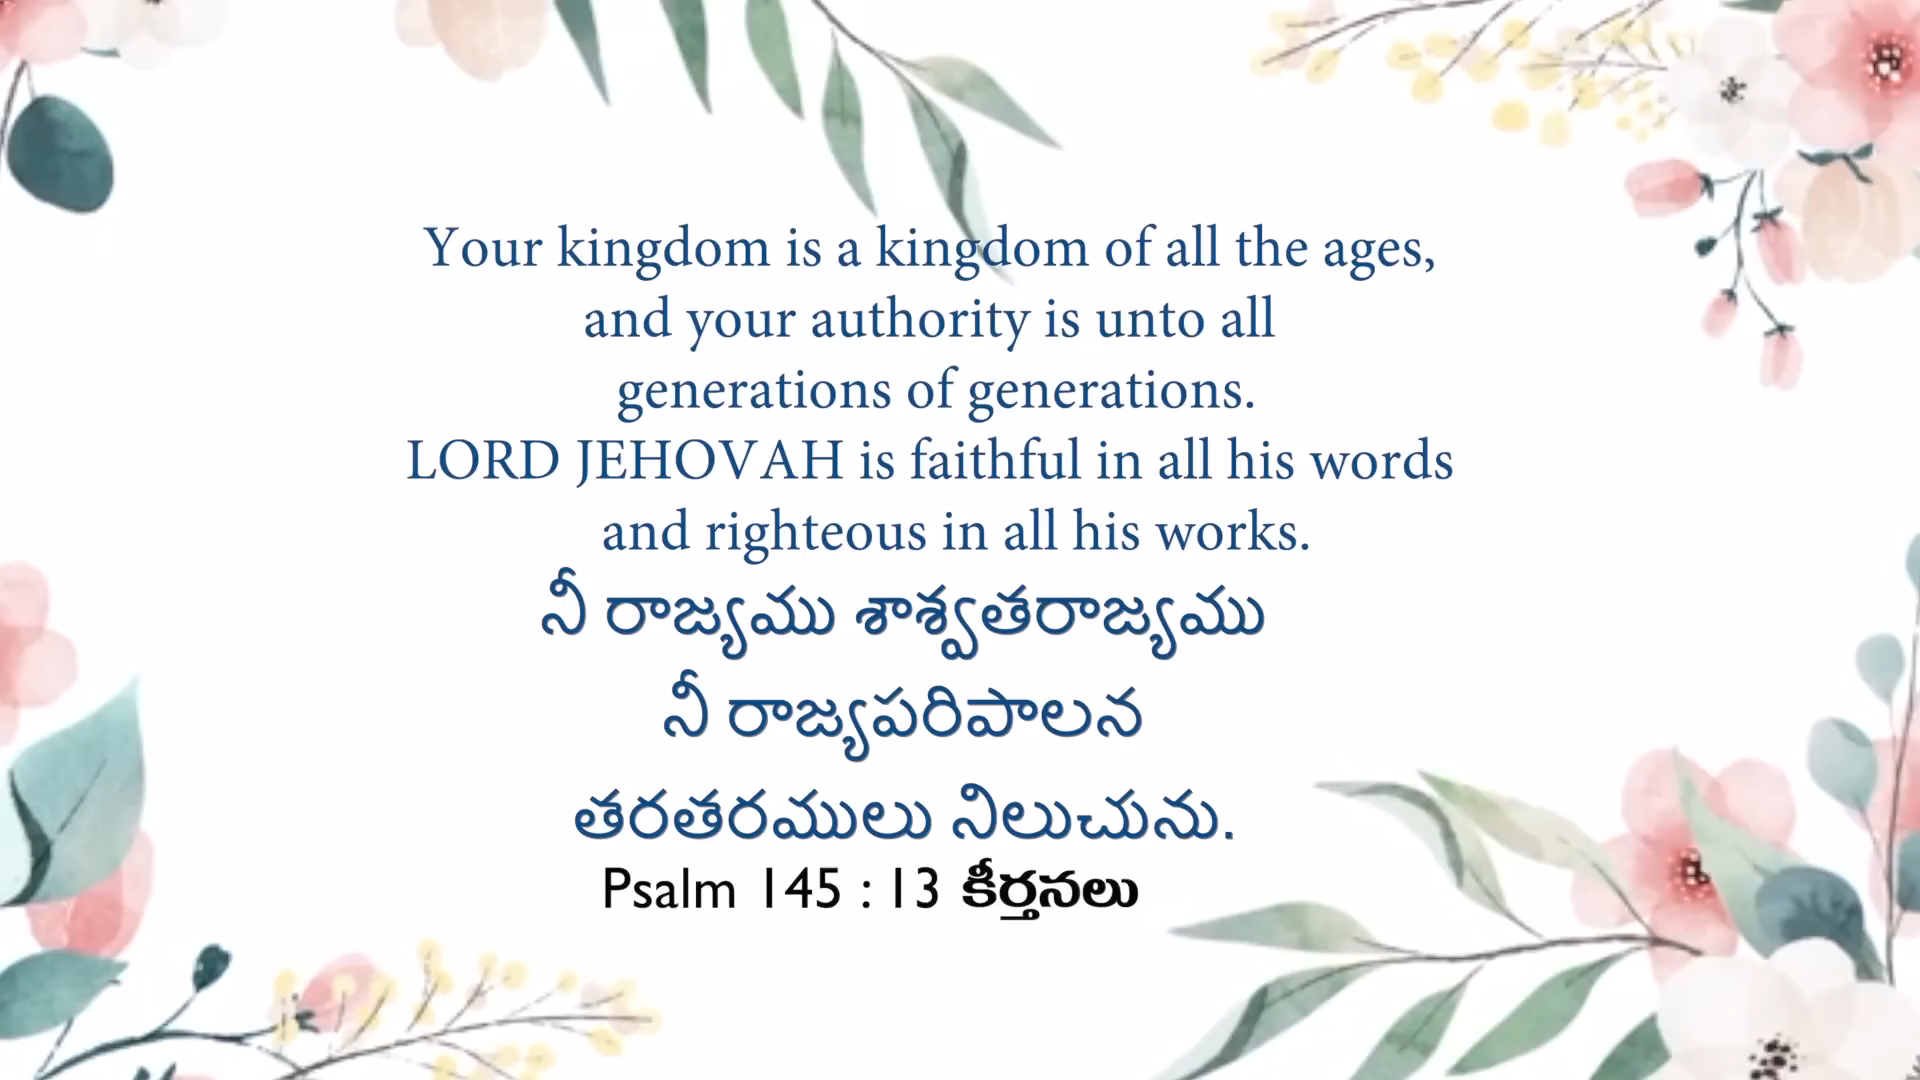 Your kingdom is a kingdom of all the ages,
and your authority is unto all
generations of generations.
LORD JEHOVAH is faithful in all his words
and righteous in all his works.
నీ రాజ్యము శాశ్వతరాజ్యము
నీ రాజ్యపరిపాలన
తరతరములు నిలుచును.
Psalm 145 : 13 కీర్తనలు